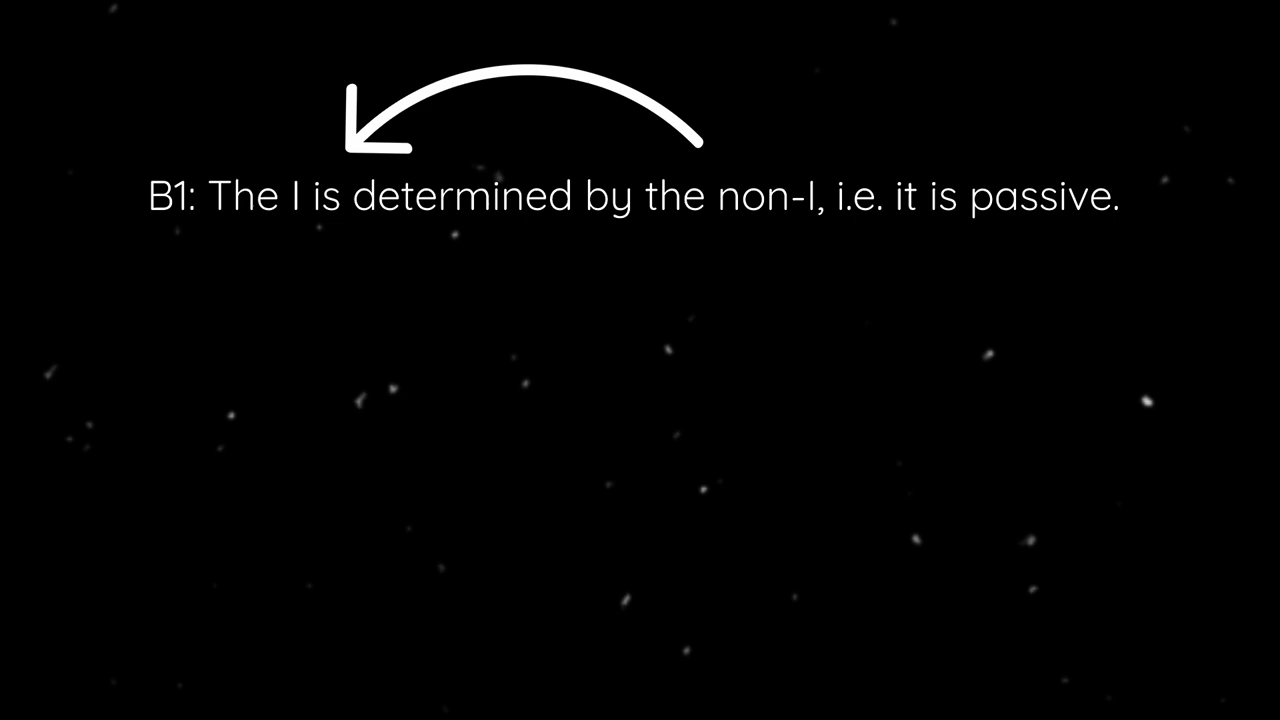 B1: The I is determined by the non-I, i.e. it is passive.